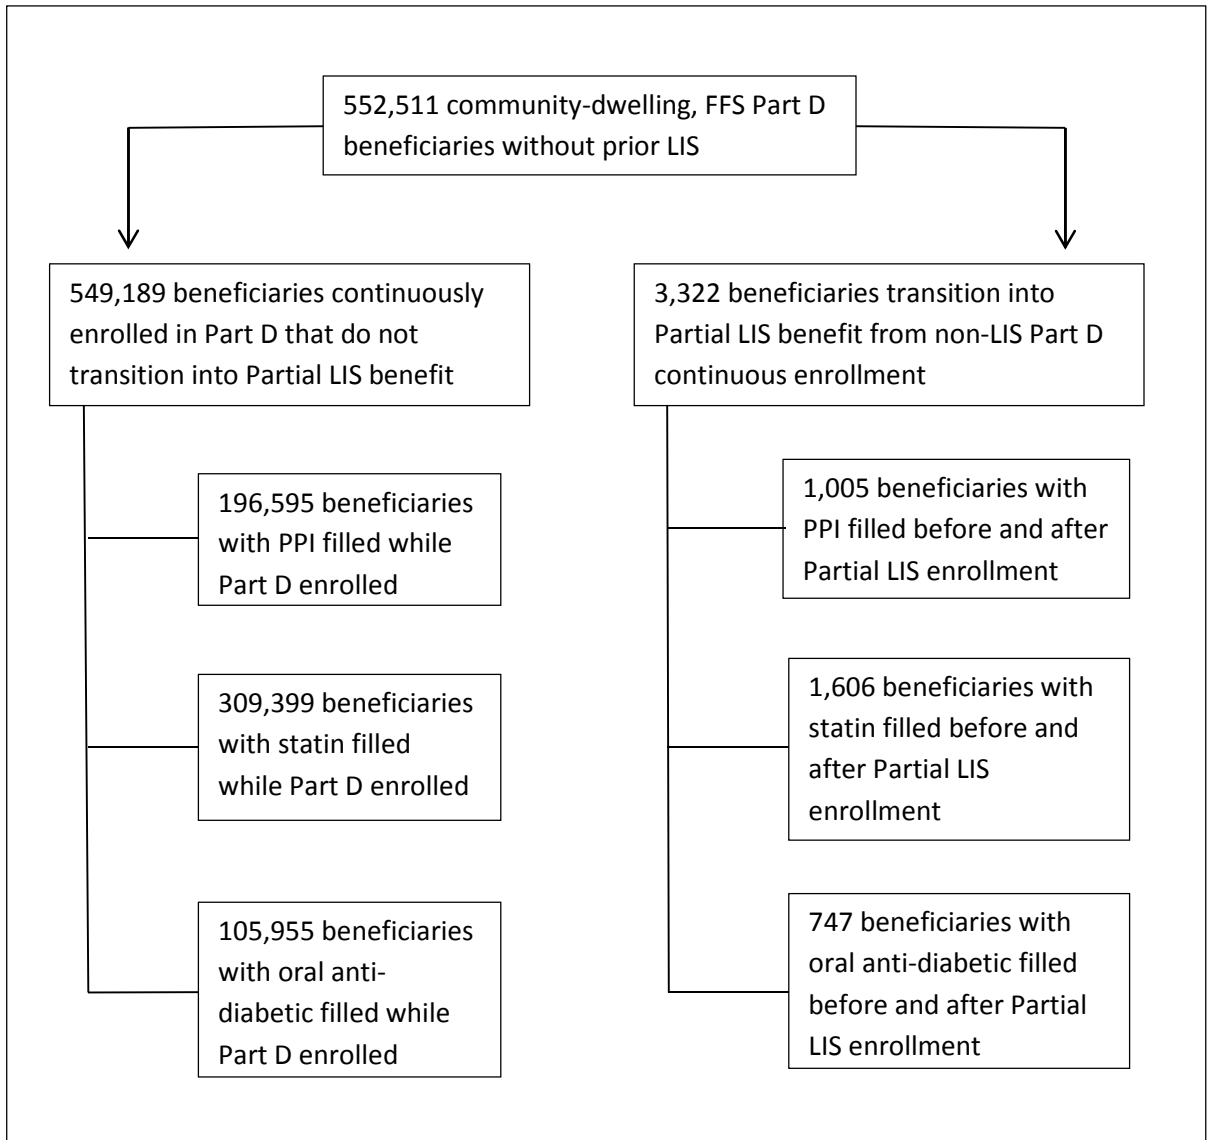 552,511 community-dwelling, FFS Part D
beneficiaries without prior LIS
549,189 beneficiaries continuously
enrolled in Part D that do not
transition into Partial LIS benefit
3,322 beneficiaries transition into
Partial LIS benefit from non-LIS Part D
continuous enrollment
196,595 beneficiaries
with PPI filled while
Part D enrolled
1,005 beneficiaries with
PPI filled before and after
Partial LIS enrollment
309,399 beneficiaries
with statin filled
while Part D enrolled
1,606 beneficiaries with
statin filled before and
after Partial LIS
enrollment
105,955 beneficiaries
with oral anti-
diabetic filled while
Part D enrolled
747 beneficiaries with
oral anti-diabetic filled
before and after Partial
LIS enrollment